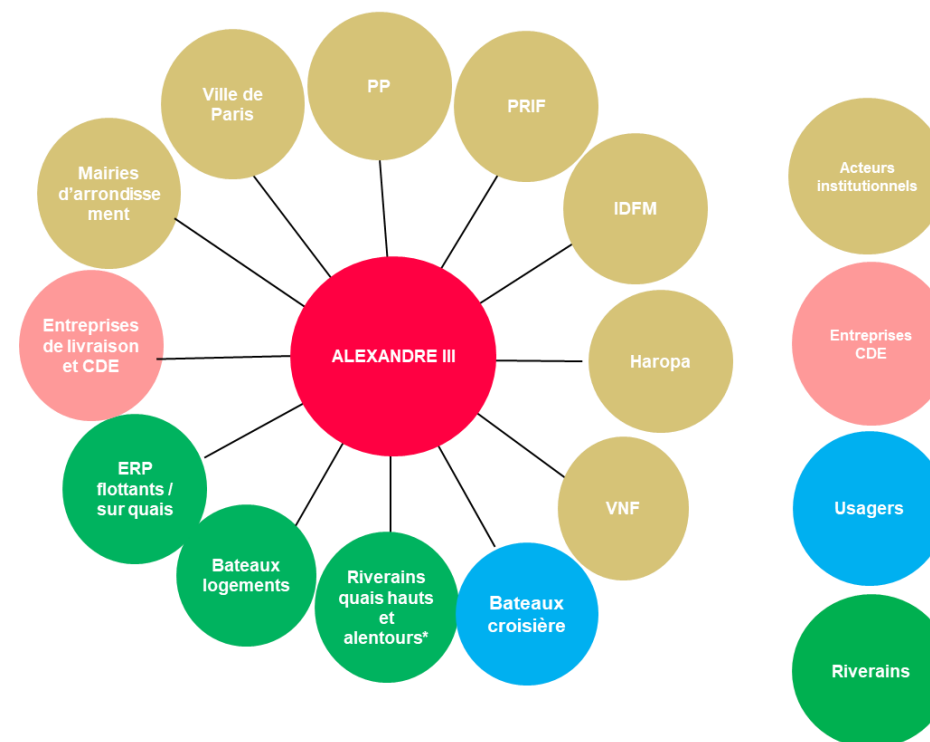 PP
Ville de
Paris
PRIF
Mairies
d'arrondisse
ment
IDFM
Acteurs
institutionnels
Entreprises
de livraison
et CDE
ALEXANDRE III
Haropa
Entreprises
CDE
ERP
flottants /
sur quais
VNF
Usagers
Bateaux
logements
Riverains
quais hauts
et
alentours*
Bateaux
croisière
Riverains